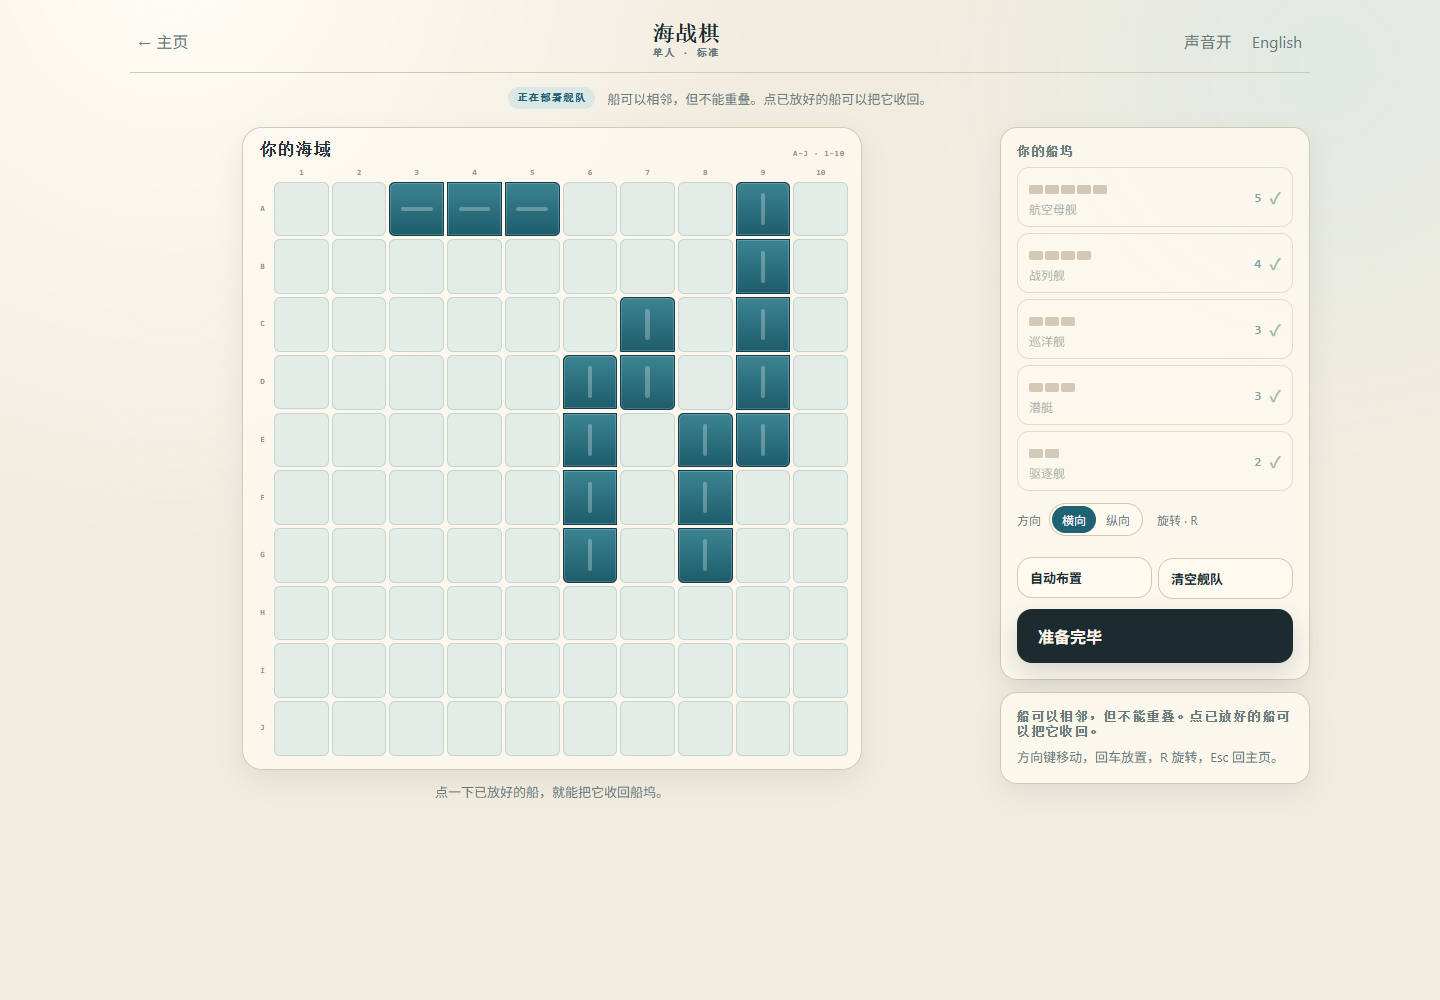 ← 主页
海战棋
单人 · 标准
声音开 English
正在部署舰队 船可以相邻，但不能重叠。点已放好的船可以把它收回。
你的海域
A–J · 1–10
1 2 3 4 5 6 7 8 9 10
A
B
C
D
E
F
G
H
I
J
点一下已放好的船，就能把它收回船坞。
你的船坞
航空母舰 5 ✓
战列舰 4 ✓
巡洋舰 3 ✓
潜艇 3 ✓
驱逐舰 2 ✓
方向 横向 纵向 旋转 · R
自动布置 清空舰队
准备完毕
船可以相邻，但不能重叠。点已放好的船可
以把它收回。
方向键移动，回车放置，R 旋转，Esc 回主页。